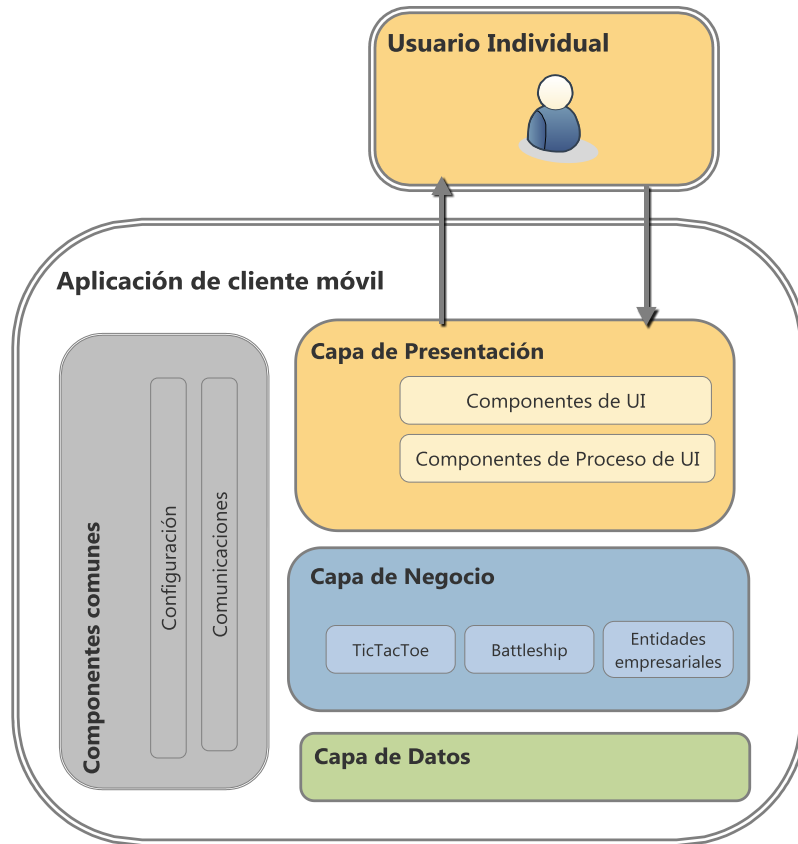 Usuario Individual
Aplicación de cliente móvil
Componentes comunes
Configuración
Comunicaciones
Capa de Presentación
Componentes de UI
Componentes de Proceso de UI
Capa de Negocio
TicTacToe
Battleship
Entidades
empresariales
Capa de Datos